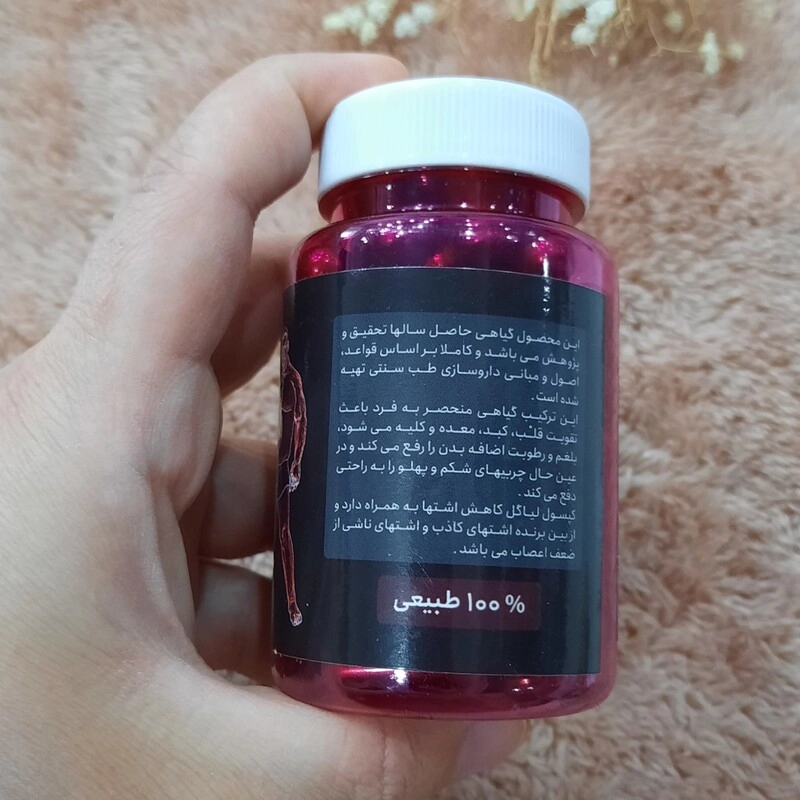 این محصول گیاهی حاصل سالها تحقیق و
پژوهش می باشد و کاملا بر اساس قواعد،
اصول و مبانی داروسازی طب سنتی تهیه
شده است.
این ترکیب گیاهی منحصر به فرد باعث
تقویت قلب، کبد، معده و کلیه می شود،
بلغم و رطوبت اضافه بدن را رفع می کند و در
عین حال چربیهای شکم و پهلو را به راحتی
دفع می کند.
کپسول لیاگل کاهش اشتها به همراه دارد و
از بین برنده اشتهای کاذب و اشتهای ناشی از
ضعف اعصاب می باشد.
%۱۰۰ طبیعی